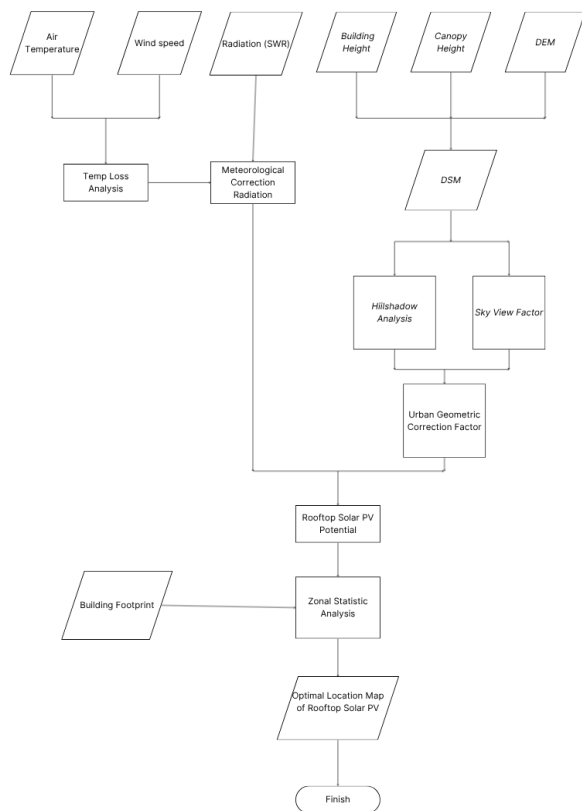 Air
Temperature
Wind speed
Radiation (SWR)
Building
Height
Canopy
Height
DEM
Temp Loss
Analysis
Meteorological
Correction
Radiation
DSM
Hiilshadow
Analysis
Sky View
Factor
Urban Geometric
Correction Factor
Rooftop Solar PV
Potential
Building Footprint
Zonal Statistic
Analysis
Optimal Location Map
of Rooftop Solar PV
Finish